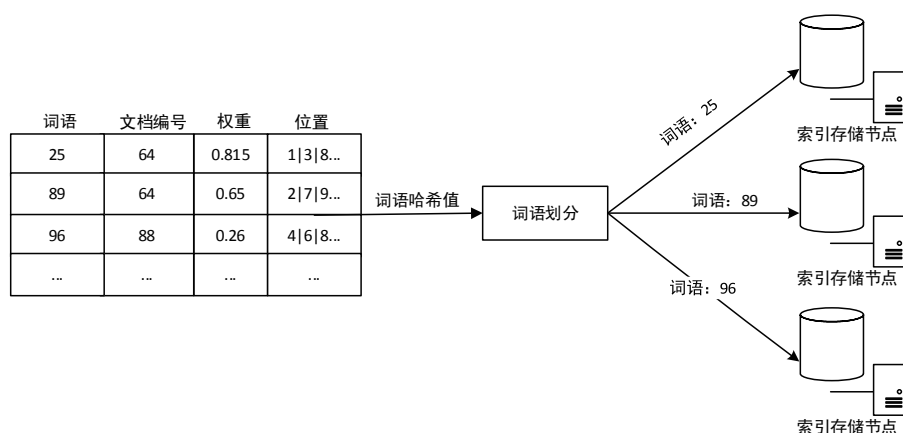 词语 文档编号 权重 位置
25 64 0.815 1|3|8...
89 64 0.65 2|7|9...
96 88 0.26 4|6|8...
... ... ... ...
词语哈希值
词语划分
词语：25
词语：89
词语：96
索引存储节点
索引存储节点
索引存储节点